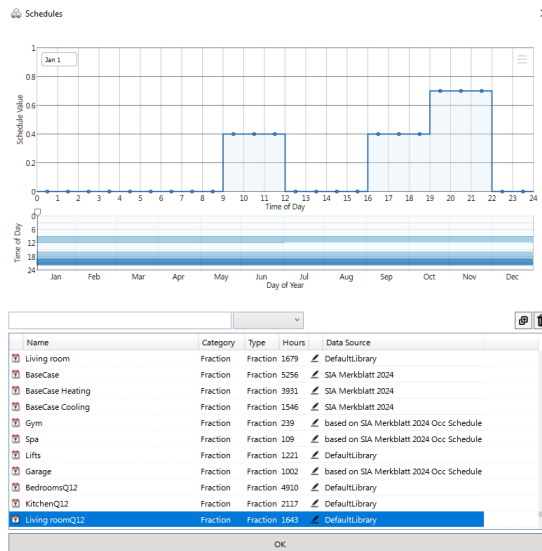 Schedules
Jan 1
1
0.8
0.6
0.4
0.2
0
Schedule Value
0 1 2 3 4 5 6 7 8 9 10 11 12 13 14 15 16 17 18 19 20 21 22 23 24
Time of Day
0
6
12
18
24
Time of Day
Jan Feb Mar Apr May Jun Jul Aug Sep Oct Nov Dec
Day of Year
Name Category Type Hours Data Source
Living room Fraction Fraction 1679 DefaultLibrary
BaseCase Fraction Fraction 5256 SIA Merkblatt 2024
BaseCase Heating Fraction Fraction 3931 SIA Merkblatt 2024
BaseCase Cooling Fraction Fraction 1546 SIA Merkblatt 2024
Gym Fraction Fraction 239 based on SIA Merkblatt 2024 Occ Schedule
Spa Fraction Fraction 109 based on SIA Merkblatt 2024 Occ Schedule
Lifts Fraction Fraction 1221 DefaultLibrary
Garage Fraction Fraction 1002 based on SIA Merkblatt 2024 Occ Schedule
BedroomsQ12 Fraction Fraction 4910 DefaultLibrary
KitchenQ12 Fraction Fraction 2117 DefaultLibrary
Living roomQ12 Fraction Fraction 1643 DefaultLibrary
OK